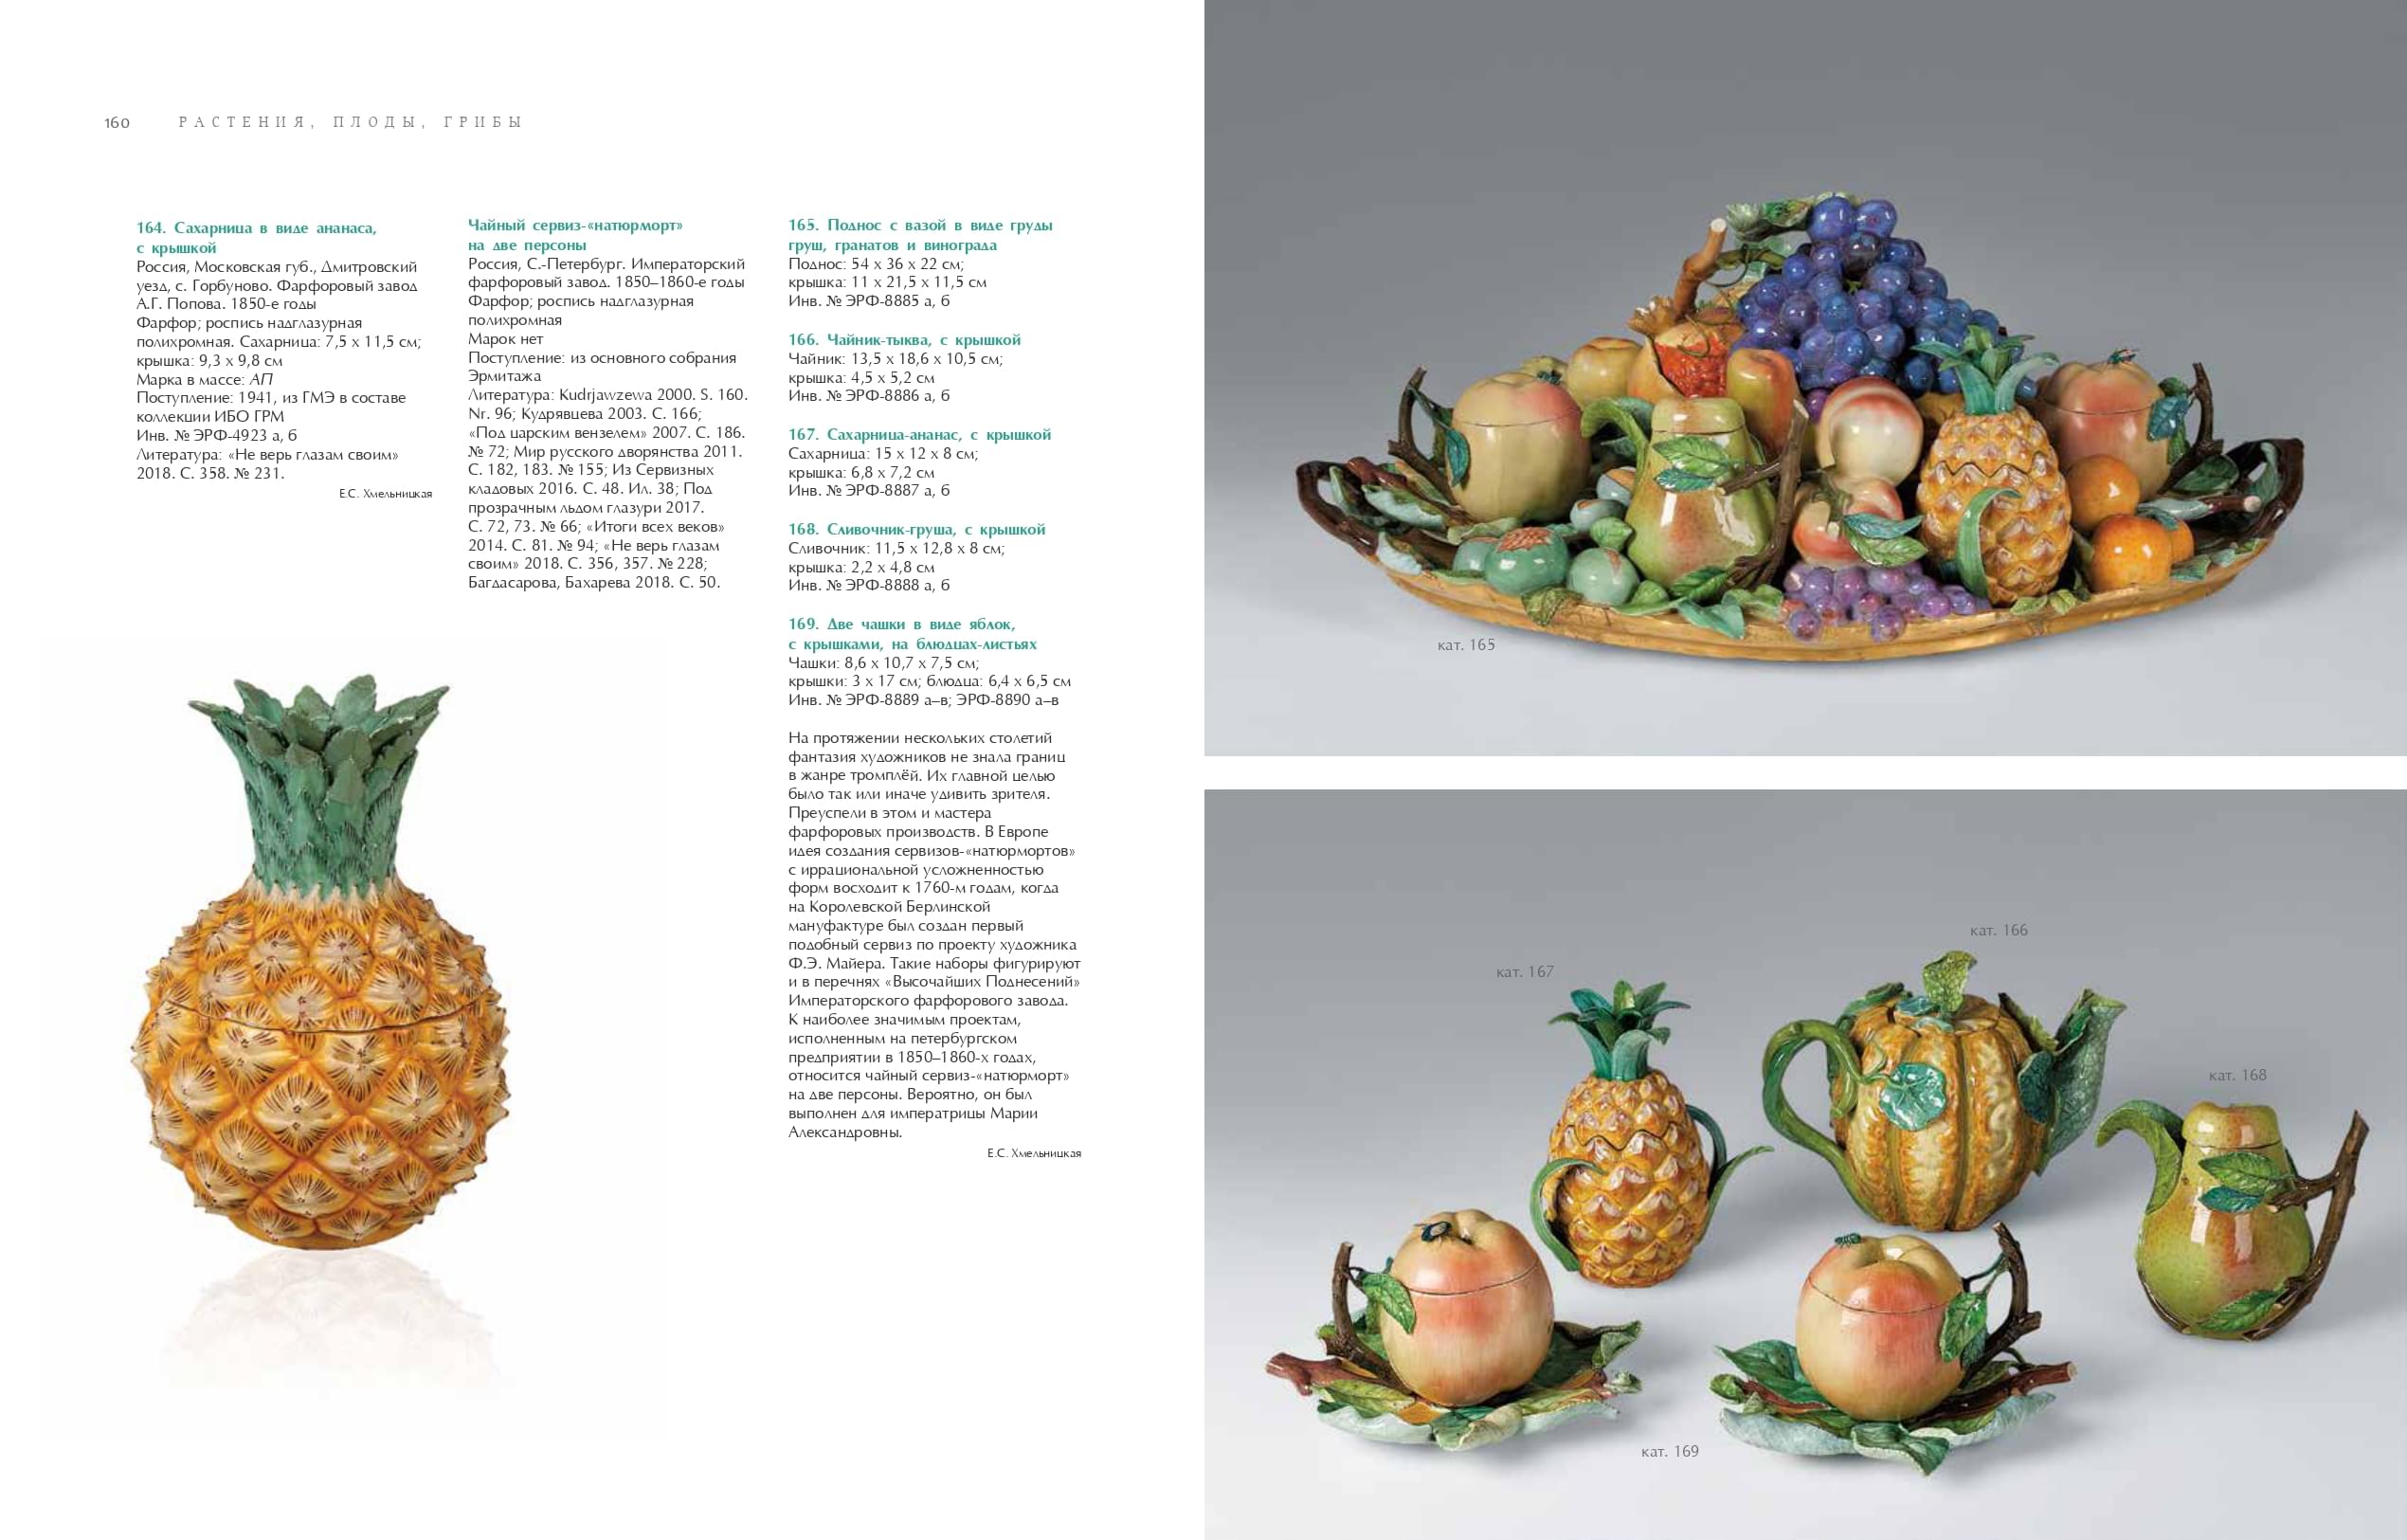 160 РАСТЕНИЯ, ПЛОДЫ, ГРИБЫ
164. Сахарница в виде ананаса,
с крышкой
Россия, Московская губ., Дмитровский
уезд, с. Горбуново. Фарфоровый завод
А.Г. Попова. 1850-е годы
Фарфор; роспись надглазурная
полихромная. Сахарница: 7,5 х 11,5 см;
крышка: 9,3 х 9,8 см
Марка в массе: АП
Поступление: 1941, из ГМЭ в составе
коллекции ИБО ГРМ
Инв. № ЭРФ-4923 а, б
Литература: «Не верь глазам своим»
2018. С. 358. № 231.
Е.С. Хмельницкая
Чайный сервиз-«натюрморт»
на две персоны
Россия, С.-Петербург. Императорский
фарфоровый завод. 1850–1860-е годы
Фарфор; роспись надглазурная
полихромная
Марок нет
Поступление: из основного собрания
Эрмитажа
Литература: Kudrjawzewa 2000. S. 160.
Nr. 96; Кудрявцева 2003. С. 166;
«Под царским вензелем» 2007. С. 186.
№ 72; Мир русского дворянства 2011.
С. 182, 183. № 155; Из Сервизных
кладовых 2016. С. 48. Ил. 38; Под
прозрачным льдом глазури 2017.
С. 72, 73. № 66; «Итоги всех веков»
2014. С. 81. № 94; «Не верь глазам
своим» 2018. С. 356, 357. № 228;
Багдасарова, Бахарева 2018. С. 50.
165. Поднос с вазой в виде груды
груш, гранатов и винограда
Поднос: 54 х 36 х 22 см;
крышка: 11 х 21,5 х 11,5 см
Инв. № ЭРФ-8885 а, б
166. Чайник-тыква, с крышкой
Чайник: 13,5 х 18,6 х 10,5 см;
крышка: 4,5 х 5,2 см
Инв. № ЭРФ-8886 а, б
167. Сахарница-ананас, с крышкой
Сахарница: 15 х 12 х 8 см;
крышка: 6,8 х 7,2 см
Инв. № ЭРФ-8887 а, б
168. Сливочник-груша, с крышкой
Сливочник: 11,5 х 12,8 х 8 см;
крышка: 2,2 х 4,8 см
Инв. № ЭРФ-8888 а, б
169. Две чашки в виде яблок,
с крышками, на блюдцах-листьях
Чашки: 8,6 х 10,7 х 7,5 см;
крышки: 3 х 17 см; блюдца: 6,4 х 6,5 см
Инв. № ЭРФ-8889 а–в; ЭРФ-8890 а–в
На протяжении нескольких столетий
фантазия художников не знала границ
в жанре тромплёй. Их главной целью
было так или иначе удивить зрителя.
Преуспели в этом и мастера
фарфоровых производств. В Европе
идея создания сервизов-«натюрмортов»
с иррациональной усложненностью
форм восходит к 1760-м годам, когда
на Королевской Берлинской
мануфактуре был создан первый
подобный сервиз по проекту художника
Ф.Э. Майера. Такие наборы фигурируют
и в перечнях «Высочайших Поднесений»
Императорского фарфорового завода.
К наиболее значимым проектам,
исполненным на петербургском
предприятии в 1850–1860-х годах,
относится чайный сервиз-«натюрморт»
на две персоны. Вероятно, он был
выполнен для императрицы Марии
Александровны.
Е.С. Хмельницкая
кат. 165
кат. 166
кат. 167
кат. 168
кат. 169